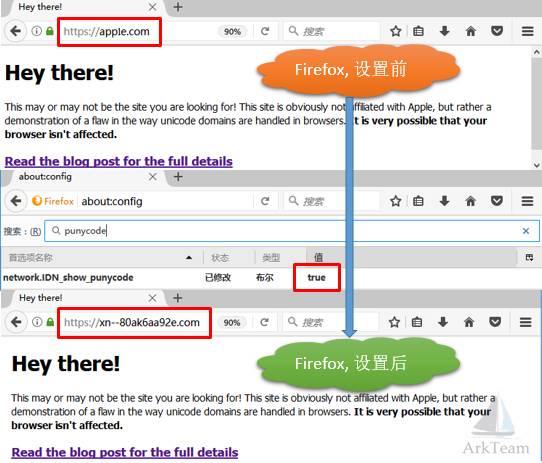 Hey there!
https://apple.com
90%
搜索
Firefox, 设置前
Hey there!
This may or may not be the site you are looking for! This site is obviously not affiliated with Apple, but rather a
demonstration of a flaw in the way unicode domains are handled in browsers. It is very possible that your
browser isn't affected.
Read the blog post for the full details
about:config
Firefox
about:config
搜索
搜索：(R)
punycode
首选项名称
状态
类型
值
network.IDN_show_punycode
已修改
布尔
true
Hey there!
https://xn--80ak6aa92e.com
90%
搜索
Firefox, 设置后
Hey there!
This may or may not be the site you are looking for! This site is obviously not affiliated with Apple, but rather a
demonstration of a flaw in the way unicode domains are handled in browsers. It is very possible that your
browser isn't affected.
Read the blog post for the full details
ArkTeam